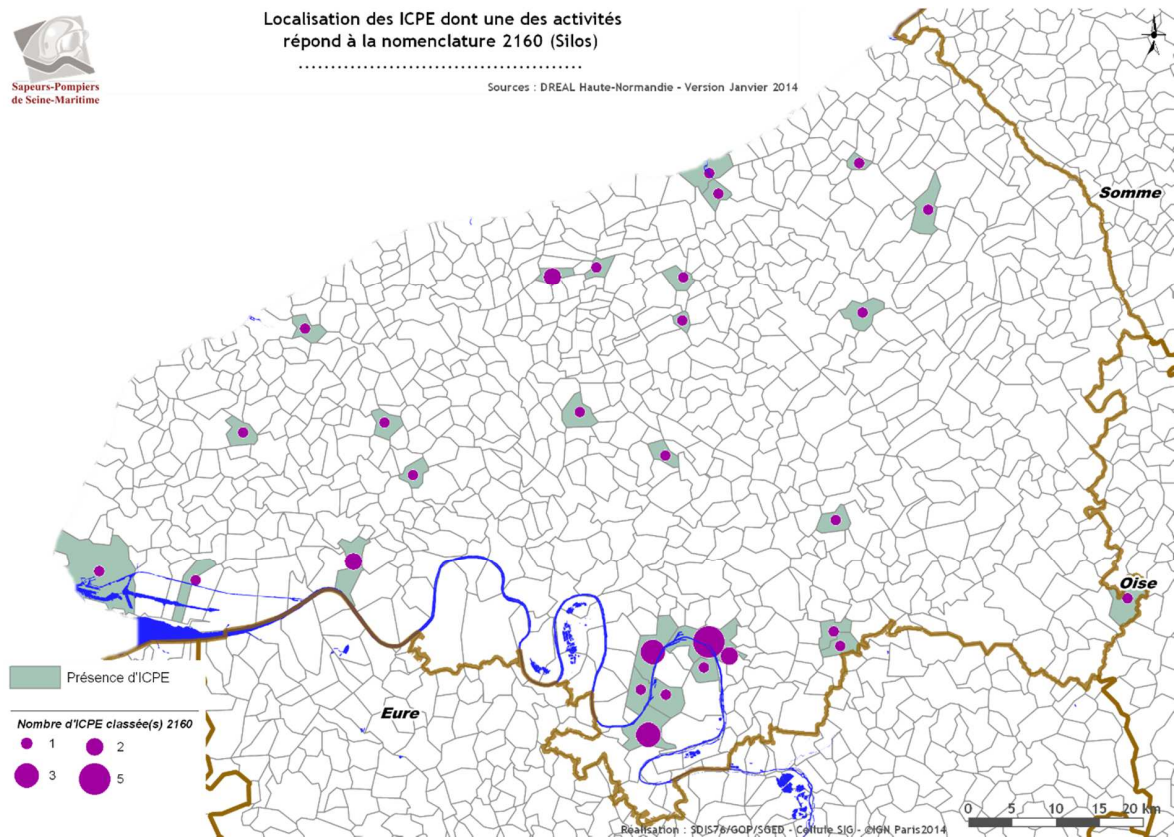 Localisation des ICPE dont une des activités
répond à la nomenclature 2160 (Silos)
Sources : DREAL Haute-Normandie - Version Janvier 2014
Sapeurs-Pompiers
de Seine-Maritime
Somme
Oise
Eure
Présence d'ICPE
Nombre d'ICPE classée(s) 2160
1 2
3 5
0 5 10 15 20 km
Réalisation : SDIS76/GOP/SGED - Cellule SIG - ©IGN Paris2014